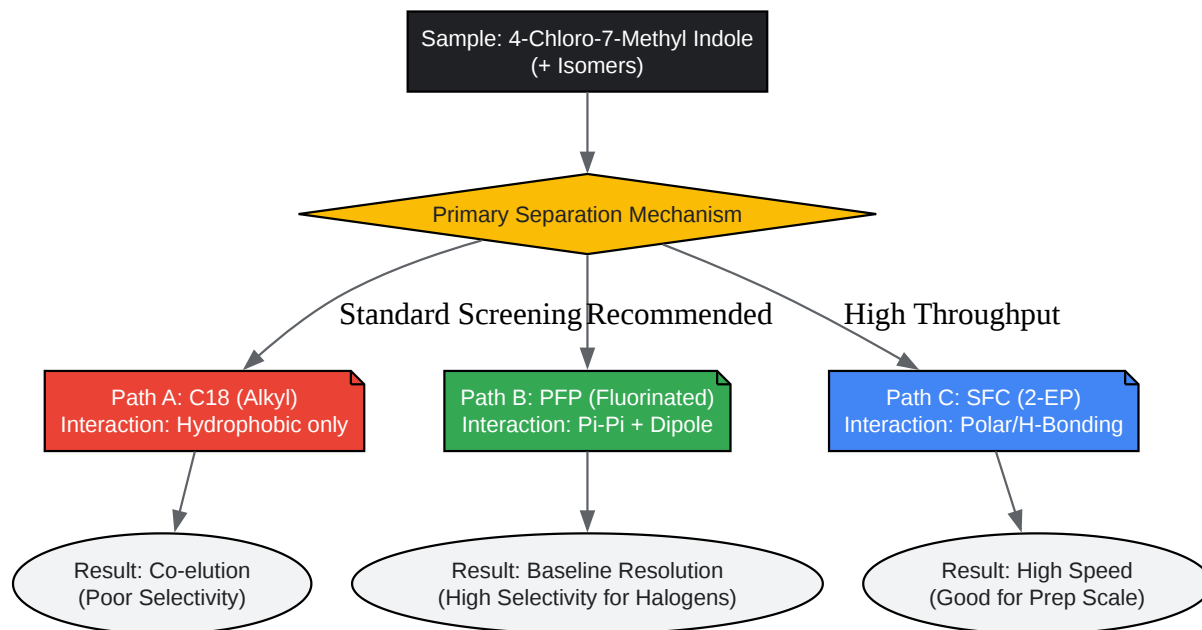 Sample: 4-Chloro-7-Methyl Indole
(+ Isomers)
Primary Separation Mechanism
Standard Screening
Recommended
High Throughput
Path A: C18 (Alkyl)
Interaction: Hydrophobic only
Path B: PFP (Fluorinated)
Interaction: Pi-Pi + Dipole
Path C: SFC (2-EP)
Interaction: Polar/H-Bonding
Result: Co-elution
(Poor Selectivity)
Result: Baseline Resolution
(High Selectivity for Halogens)
Result: High Speed
(Good for Prep Scale)